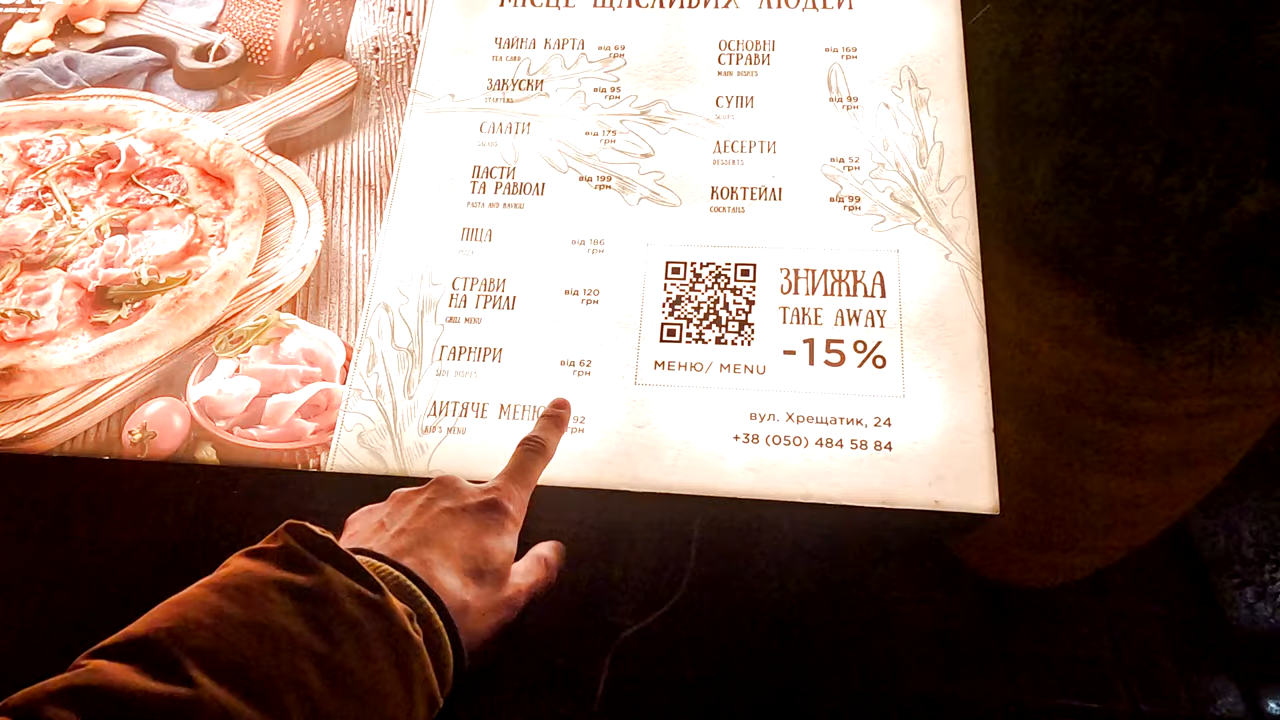 МІСЦЕ ЩАСЛИВИХ ЛЮДЕЙ
ЧАЙНА КАРТА
TEA CARD
від 69
грн
ЗАКУСКИ
STARTERS
від 95
грн
САЛАТИ
SALADS
від 175
грн
ПАСТИ
ТА РАВІОЛІ
PASTA AND RAVIOLI
від 199
грн
ПІЦА
від 186
грн
СТРАВИ
НА ГРИЛІ
GRILL MENU
від 120
грн
ГАРНІРИ
SIDE DISHES
від 62
грн
ДИТЯЧЕ МЕНЮ
KID'S MENU
92
грн
ОСНОВНІ
СТРАВИ
MAIN DISHES
від 169
грн
СУПИ
SOUPS
від 99
грн
ДЕСЕРТИ
DESSERTS
від 52
грн
КОКТЕЙЛІ
COCKTAILS
від 99
грн
МЕНЮ/ MENU
ЗНИЖКА
TAKE AWAY
-15%
вул. Хрещатик, 24
+38 (050) 484 58 84